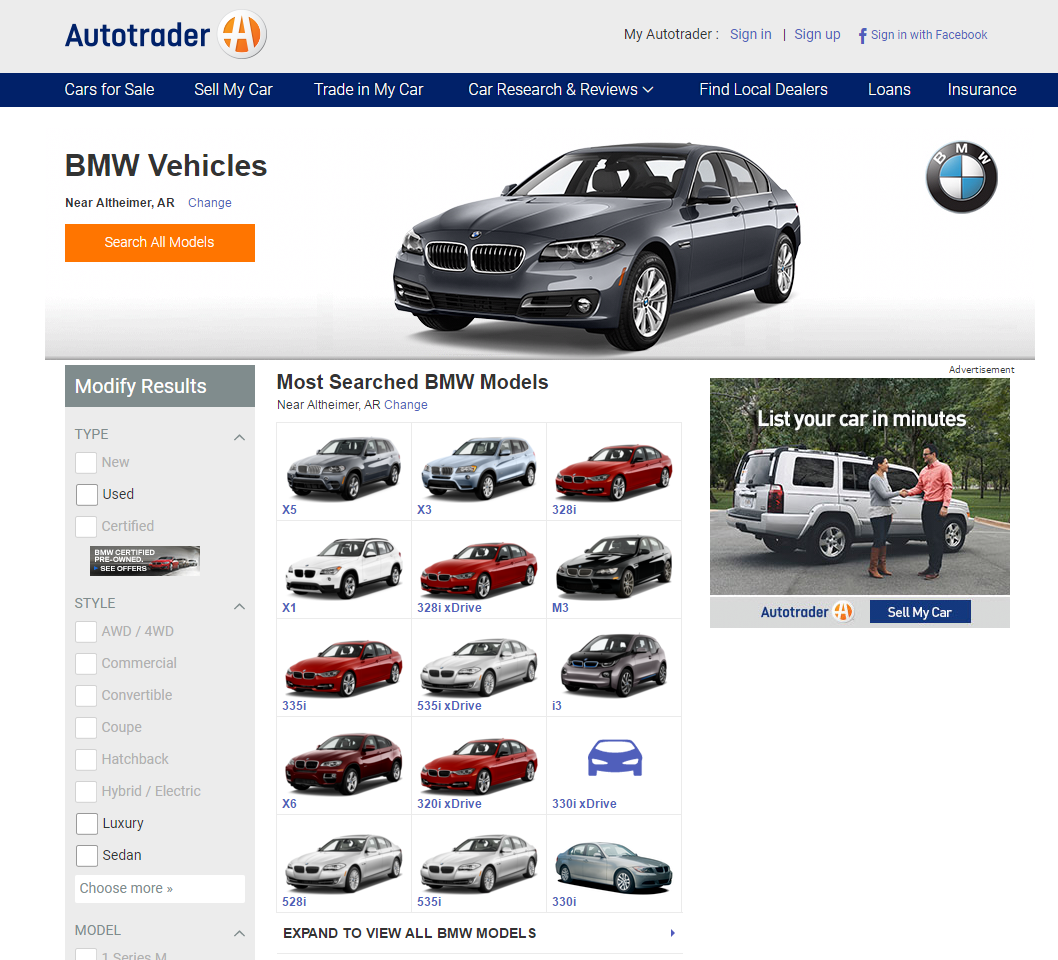 Autotrader
My Autotrader : Sign in | Sign up Sign in with Facebook
Cars for Sale Sell My Car Trade in My Car Car Research & Reviews Find Local Dealers Loans Insurance
BMW Vehicles
Near Altheimer, AR Change
Search All Models
BMW
Modify Results
TYPE
New
Used
Certified
BMW CERTIFIED
PRE-OWNED.
SEE OFFERS
STYLE
AWD / 4WD
Commercial
Convertible
Coupe
Hatchback
Hybrid / Electric
Luxury
Sedan
Choose more »
MODEL
1 Series M
Most Searched BMW Models
Near Altheimer, AR Change
X5 X3 328i
X1 328i xDrive M3
335i 535i xDrive i3
X6 320i xDrive 330i xDrive
528i 535i 330i
EXPAND TO VIEW ALL BMW MODELS
Advertisement
List your car in minutes
Autotrader Sell My Car